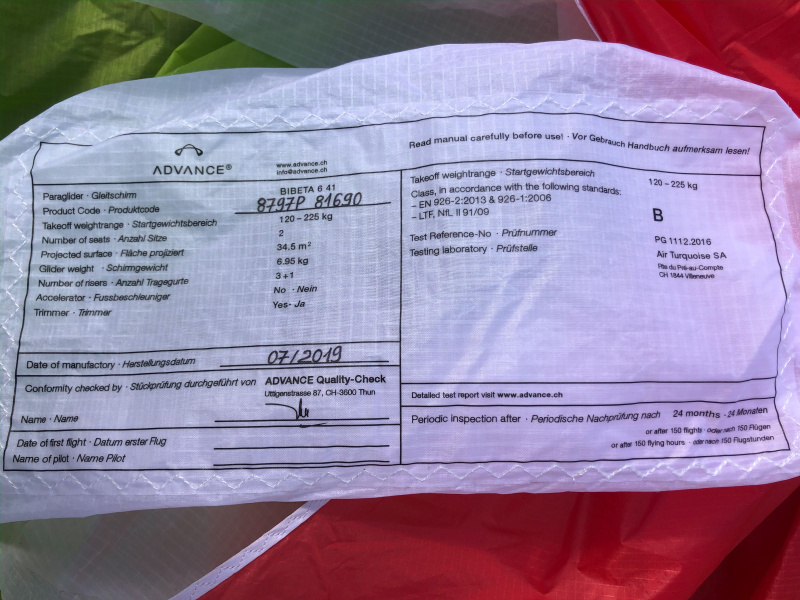 ADVANCE®
www.advance.ch
info@advance.ch
Paraglider · Gleitschirm BIBETA 6 41
Product Code · Produktcode 8797P 81690
Takeoff weightrange · Startgewichtsbereich 120 – 225 kg
Number of seats · Anzahl Sitze 2
Projected surface · Fläche projiziert 34.5 m²
Glider weight · Schirmgewicht 6.95 kg
Number of risers · Anzahl Tragegurte 3 + 1
Accelerator · Fussbeschleuniger No · Nein
Trimmer · Trimmer Yes· Ja
Date of manufactory · Herstellungsdatum 07/2019
Conformity checked by · Stückprüfung durchgeführt von ADVANCE Quality-Check
Uttigenstrasse 87, CH-3600 Thun
Name · Name
Date of first flight · Datum erster Flug
Name of pilot · Name Pilot
Read manual carefully before use! · Vor Gebrauch Handbuch aufmerksam lesen!
Takeoff weightrange · Startgewichtsbereich 120 – 225 kg
Class, in accordance with the following standards:
– EN 926-2:2013 & 926-1:2006 B
– LTF, NfL II 91/09
Test Reference-No · Prüfnummer PG 1112.2016
Testing laboratory · Prüfstelle Air Turquoise SA
Rte du Pré-au-Compte
CH 1844 Villeneuve
Detailed test report visit www.advance.ch
Periodic inspection after · Periodische Nachprüfung nach 24 months · 24 Monaten
or after 150 flights · oder nach 150 Flügen
or after 150 flying hours · oder nach 150 Flugstunden